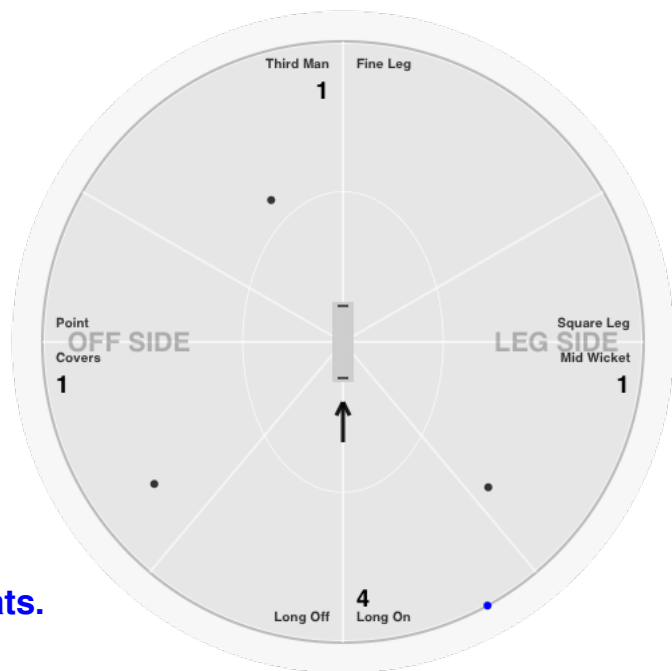 Third Man
Fine Leg
1
Point
OFF SIDE
Covers
1
Square Leg
LEG SIDE
Mid Wicket
1
4
Long Off
Long On